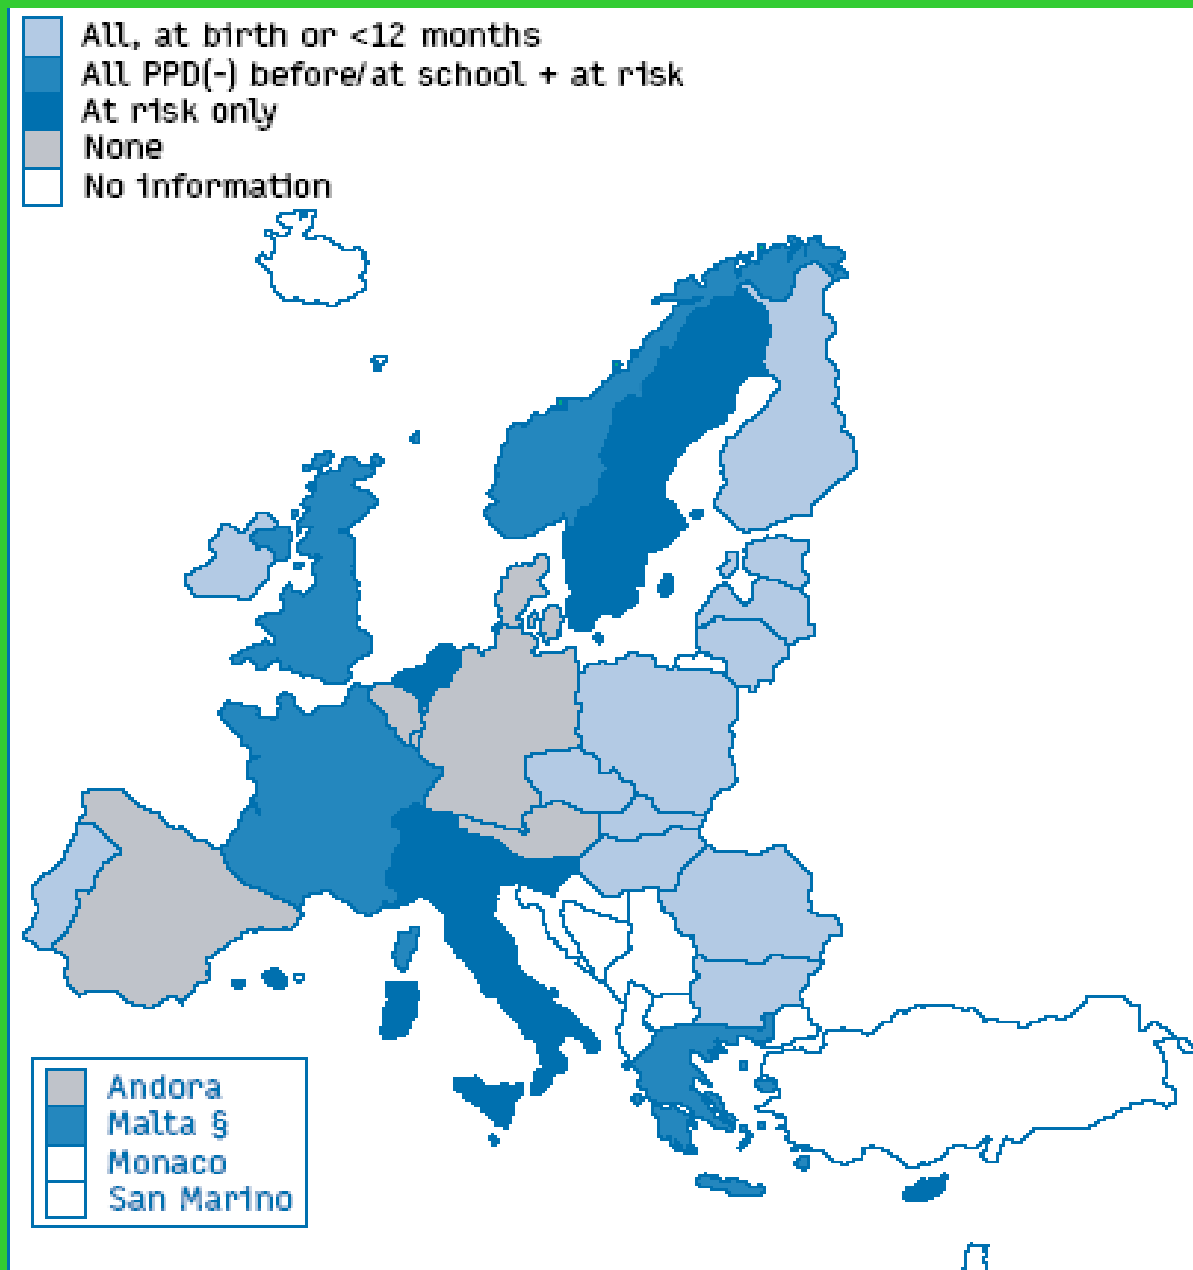 All, at birth or <12 months
All PPD(-) before/at school + at risk
At risk only
None
No information
Andora
Malta §
Monaco
San Marino